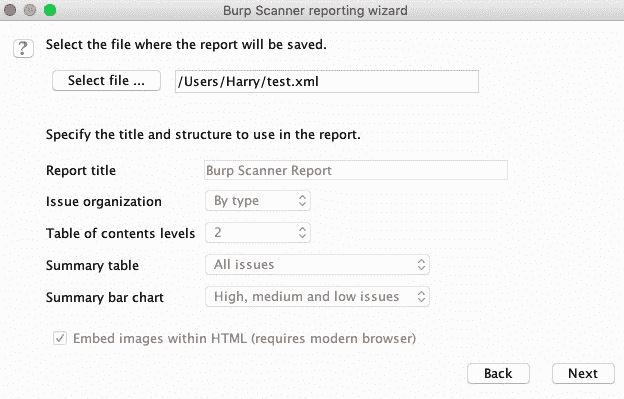 Burp Scanner reporting wizard
? Select the file where the report will be saved.
Select file ... /Users/Harry/test.xml
Specify the title and structure to use in the report.
Report title Burp Scanner Report
Issue organization By type
Table of contents levels 2
Summary table All issues
Summary bar chart High, medium and low issues
Embed images within HTML (requires modern browser)
Back Next